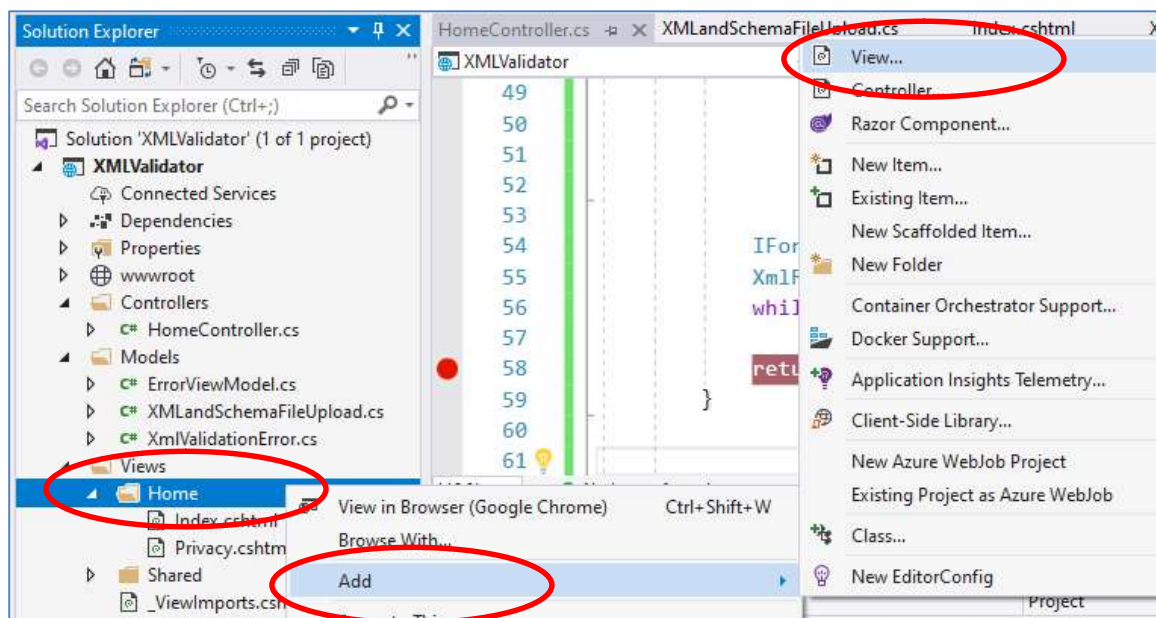 Solution Explorer
Search Solution Explorer (Ctrl+;)
Solution 'XMLValidator' (1 of 1 project)
XMLValidator
Connected Services
Dependencies
Properties
wwwroot
Controllers
C# HomeController.cs
Models
C# ErrorViewModel.cs
C# XMLandSchemaFileUpload.cs
C# XmlValidationError.cs
Views
Home
Index.cshtml
Privacy.cshtm
Shared
_ViewImports.csh
HomeController.cs
XMLandSchemaFileUpload.cs
Index.cshtml
X
XMLValidator
49
50
51
52
53
54 IFor
55 XmlF
56 whil
57
58 retu
59 }
60
61
View in Browser (Google Chrome) Ctrl+Shift+W
Browse With...
Add
View...
Controller...
Razor Component...
New Item...
Existing Item...
New Scaffolded Item...
New Folder
Container Orchestrator Support...
Docker Support...
Application Insights Telemetry...
Client-Side Library...
New Azure WebJob Project
Existing Project as Azure WebJob
Class...
New EditorConfig
Project